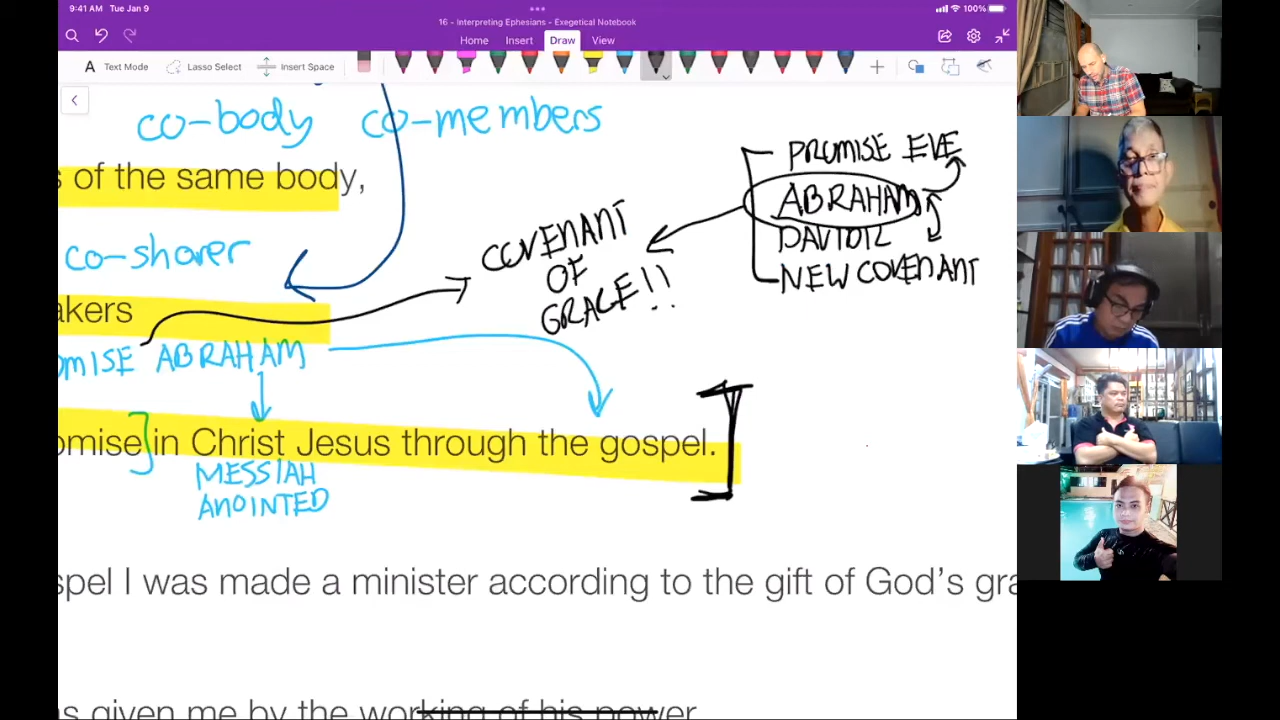 9:41 AM Tue Jan 9
100%
16 - Interpreting Ephesians - Exegetical Notebook
Home Insert Draw View
A Text Mode Lasso Select Insert Space
co-body co-members
s of the same body,
PROMISE EVE
ABRAHAM
DAVIDIC
NEW COVENANT
COVENANT
OF
GRACE!!
co-sharer
akers
OMISE ABRAHAM
omise] in Christ Jesus through the gospel.
MESSIAH
ANOINTED
spel I was made a minister according to the gift of God's gra
as given me by the working of his power